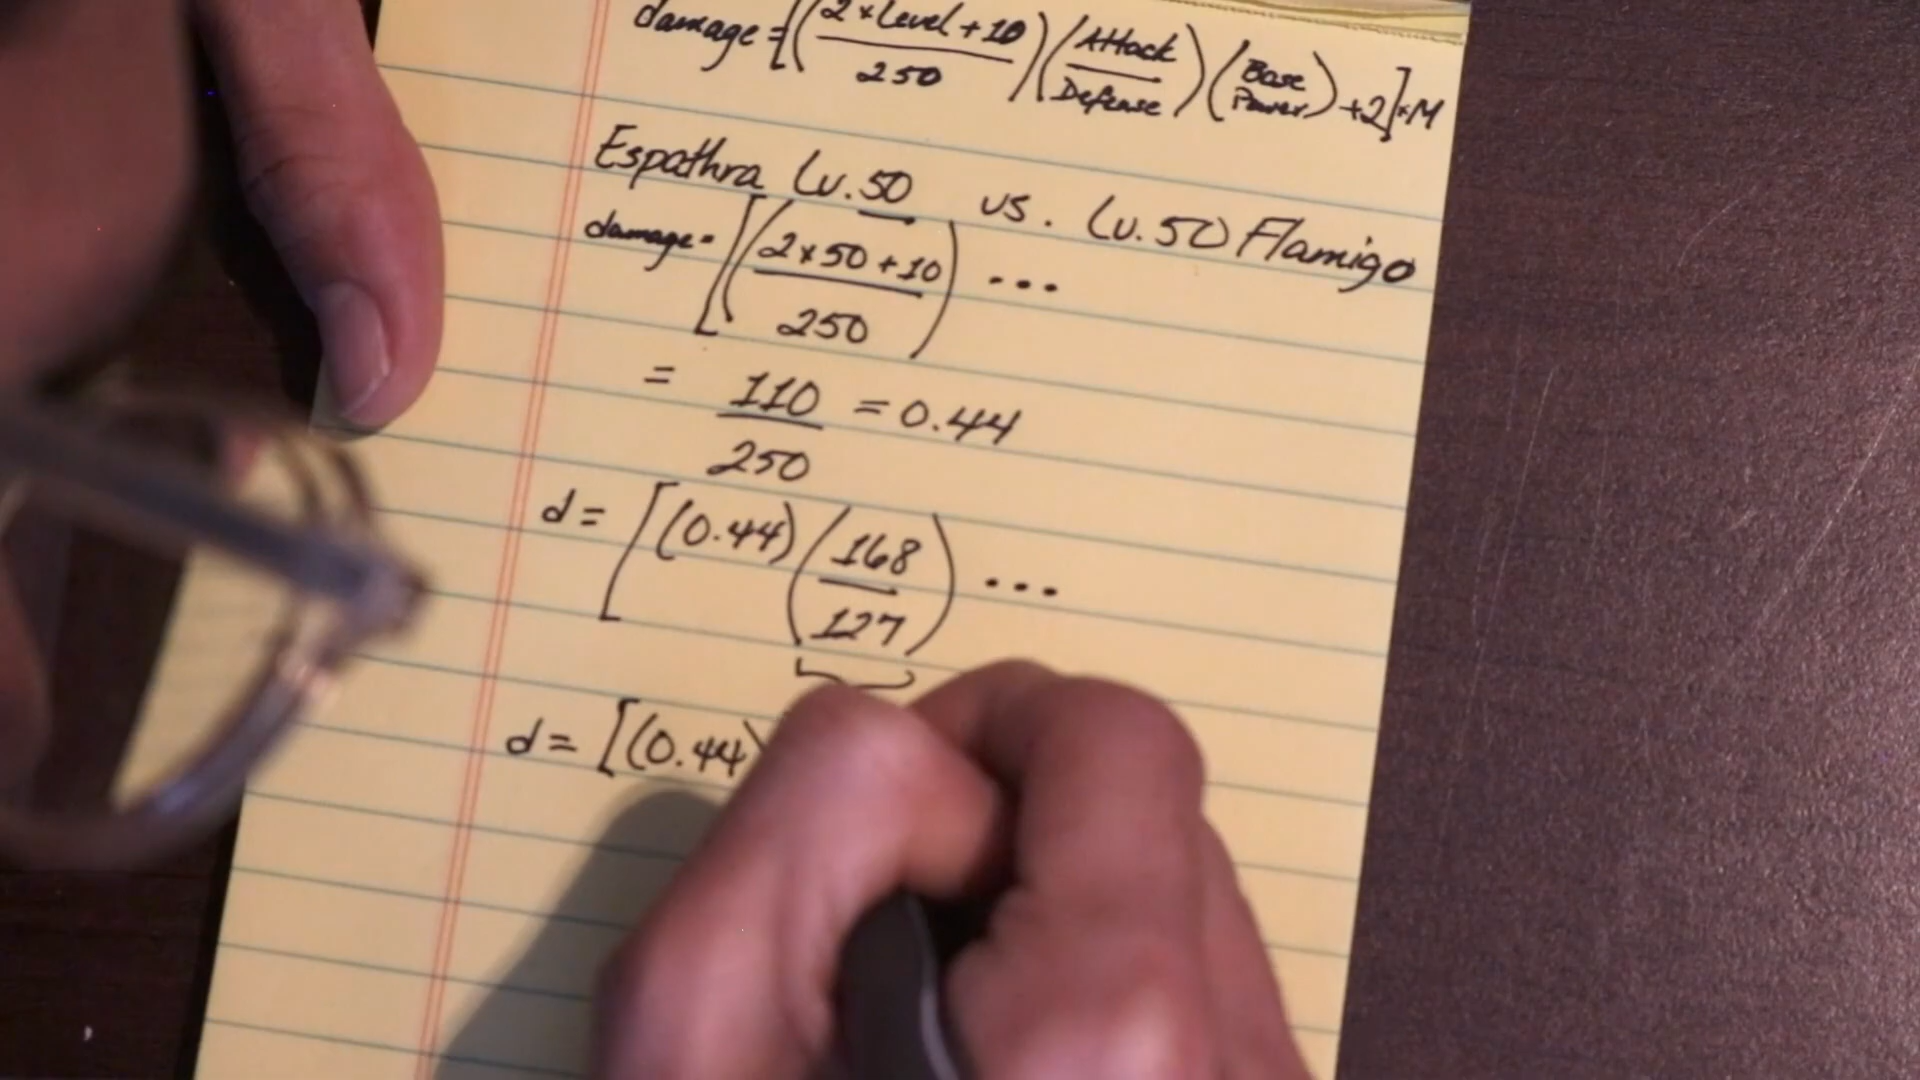 damage = [(2 × Level + 10 / 250) (Attack / Defense) (Base Power) + 2] × M
Espathra Lv. 50 vs. Lv. 50 Flamigo
damage = [(2 × 50 + 10 / 250) ...
= 110 / 250 = 0.44
d = [(0.44) (168 / 127) ...
d = [(0.44)